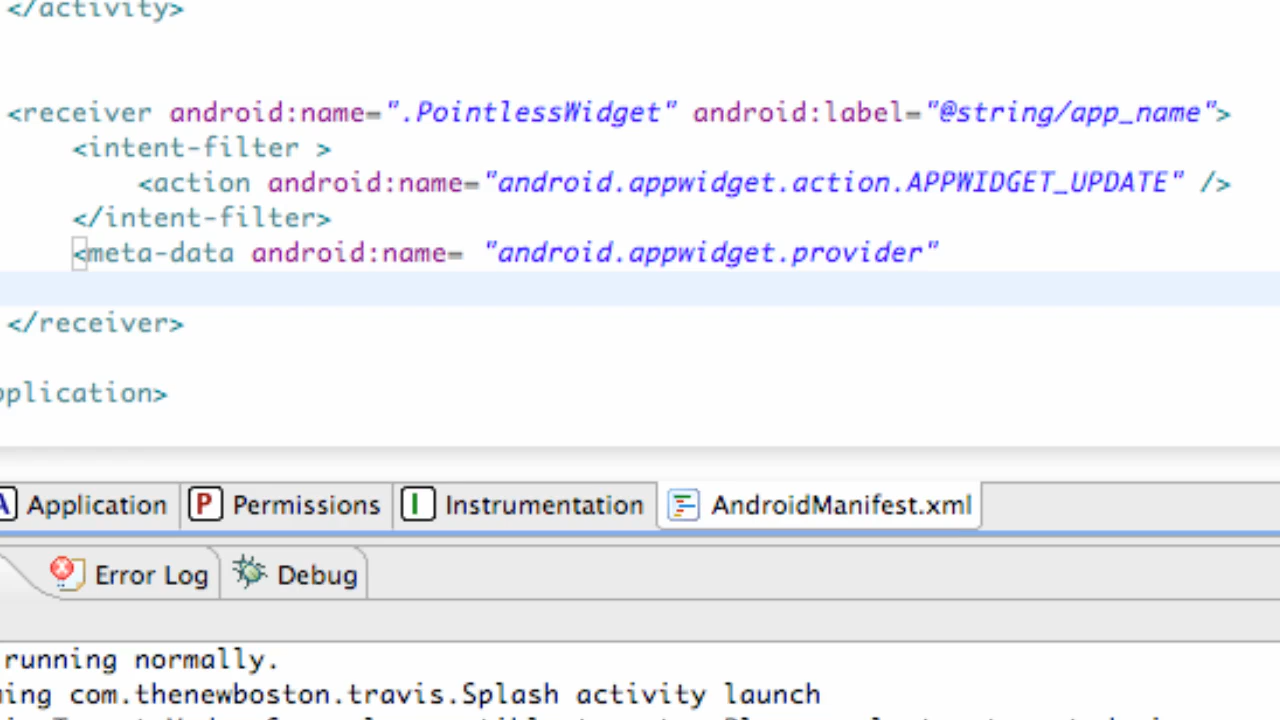 </activity>
<receiver android:name=".PointlessWidget" android:label="@string/app_name">
<intent-filter >
<action android:name="android.appwidget.action.APPWIDGET_UPDATE" />
</intent-filter>
<meta-data android:name= "android.appwidget.provider"
</receiver>
pplication>
A Application P Permissions I Instrumentation AndroidManifest.xml
Error Log Debug
running normally.
ing com.thenewboston.travis.Splash activity launch